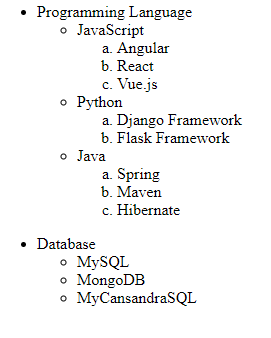 • Programming Language
○ JavaScript
a. Angular
b. React
c. Vue.js
○ Python
a. Django Framework
b. Flask Framework
○ Java
a. Spring
b. Maven
c. Hibernate
• Database
○ MySQL
○ MongoDB
○ MyCansandraSQL